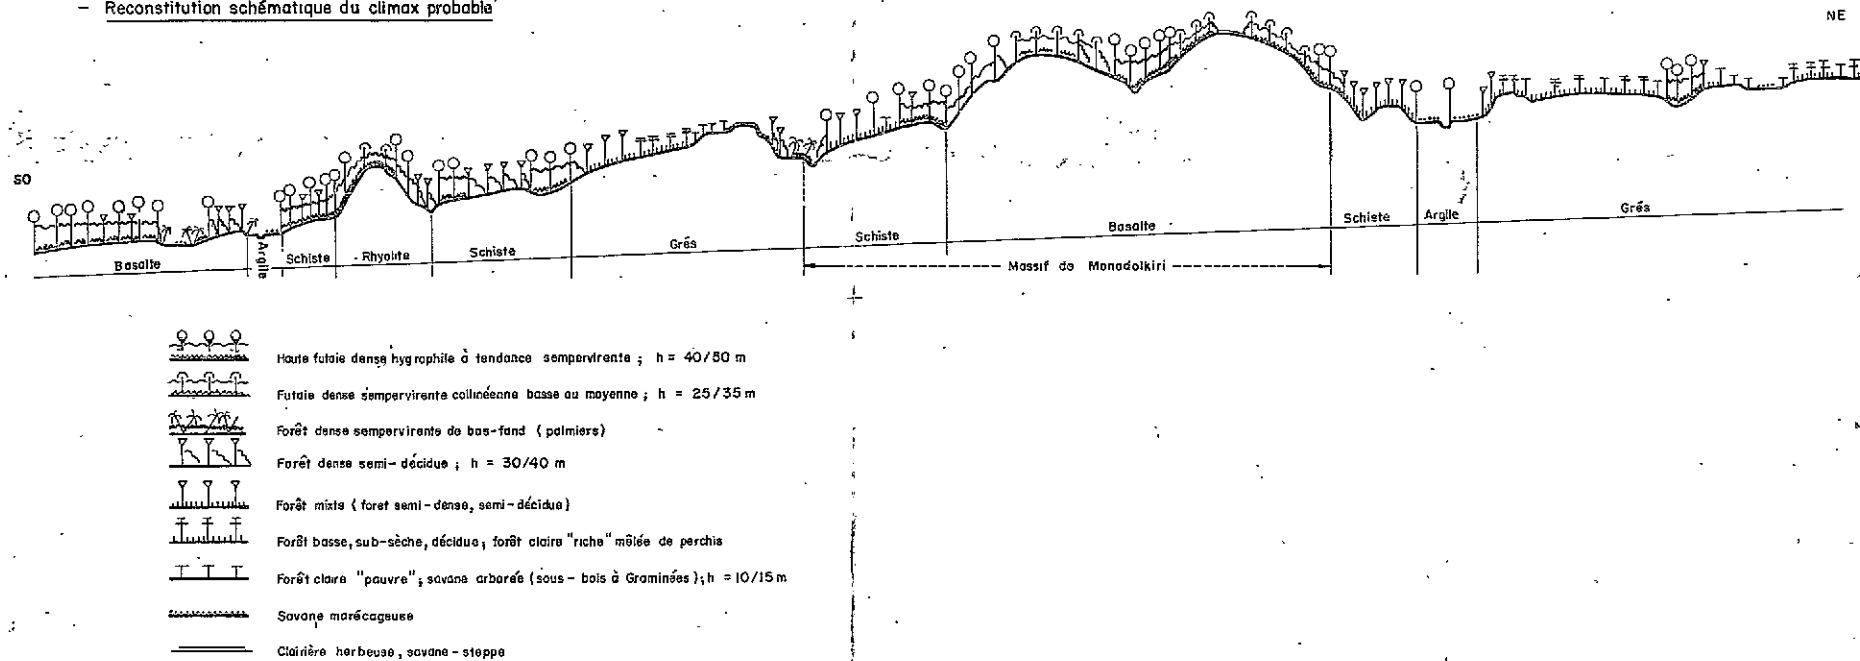 - Reconstitution schématique du climax probable
NE
SO
Basalte
Argile
Schiste
Rhyolite
Schiste
Grés
Schiste
Basalte
Schiste
Argile
Grés
Massif de Monadolkiri
Haute futaie dense hygrophile à tendance sempervirente ; h = 40/50 m
Futaie dense sempervirente collinéenne basse ou moyenne ; h = 25/35 m
Forêt dense sempervirente de bas-fond ( palmiers)
Forêt dense semi-décidue ; h = 30/40 m
Forêt mixte ( foret semi-dense, semi-décidue)
Forêt basse, sub-sèche, décidue, forêt claire "riche" mêlée de perchis
Forêt claire "pauvre"; savane arborée (sous-bois à Graminées); h = 10/15 m
Savane marécageuse
Clairière herbeuse, savane-steppe